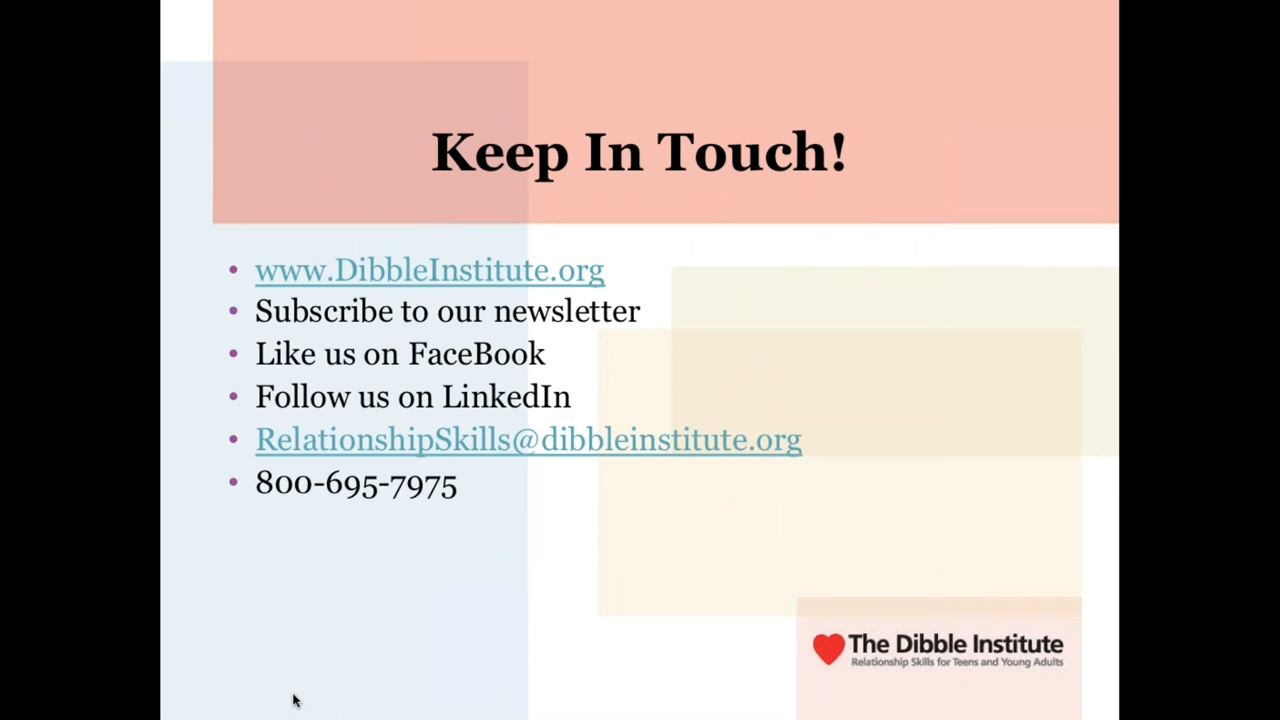 Keep In Touch!
• www.DibbleInstitute.org
• Subscribe to our newsletter
• Like us on FaceBook
• Follow us on LinkedIn
• RelationshipSkills@dibbleinstitute.org
• 800-695-7975
The Dibble Institute
Relationship Skills for Teens and Young Adults